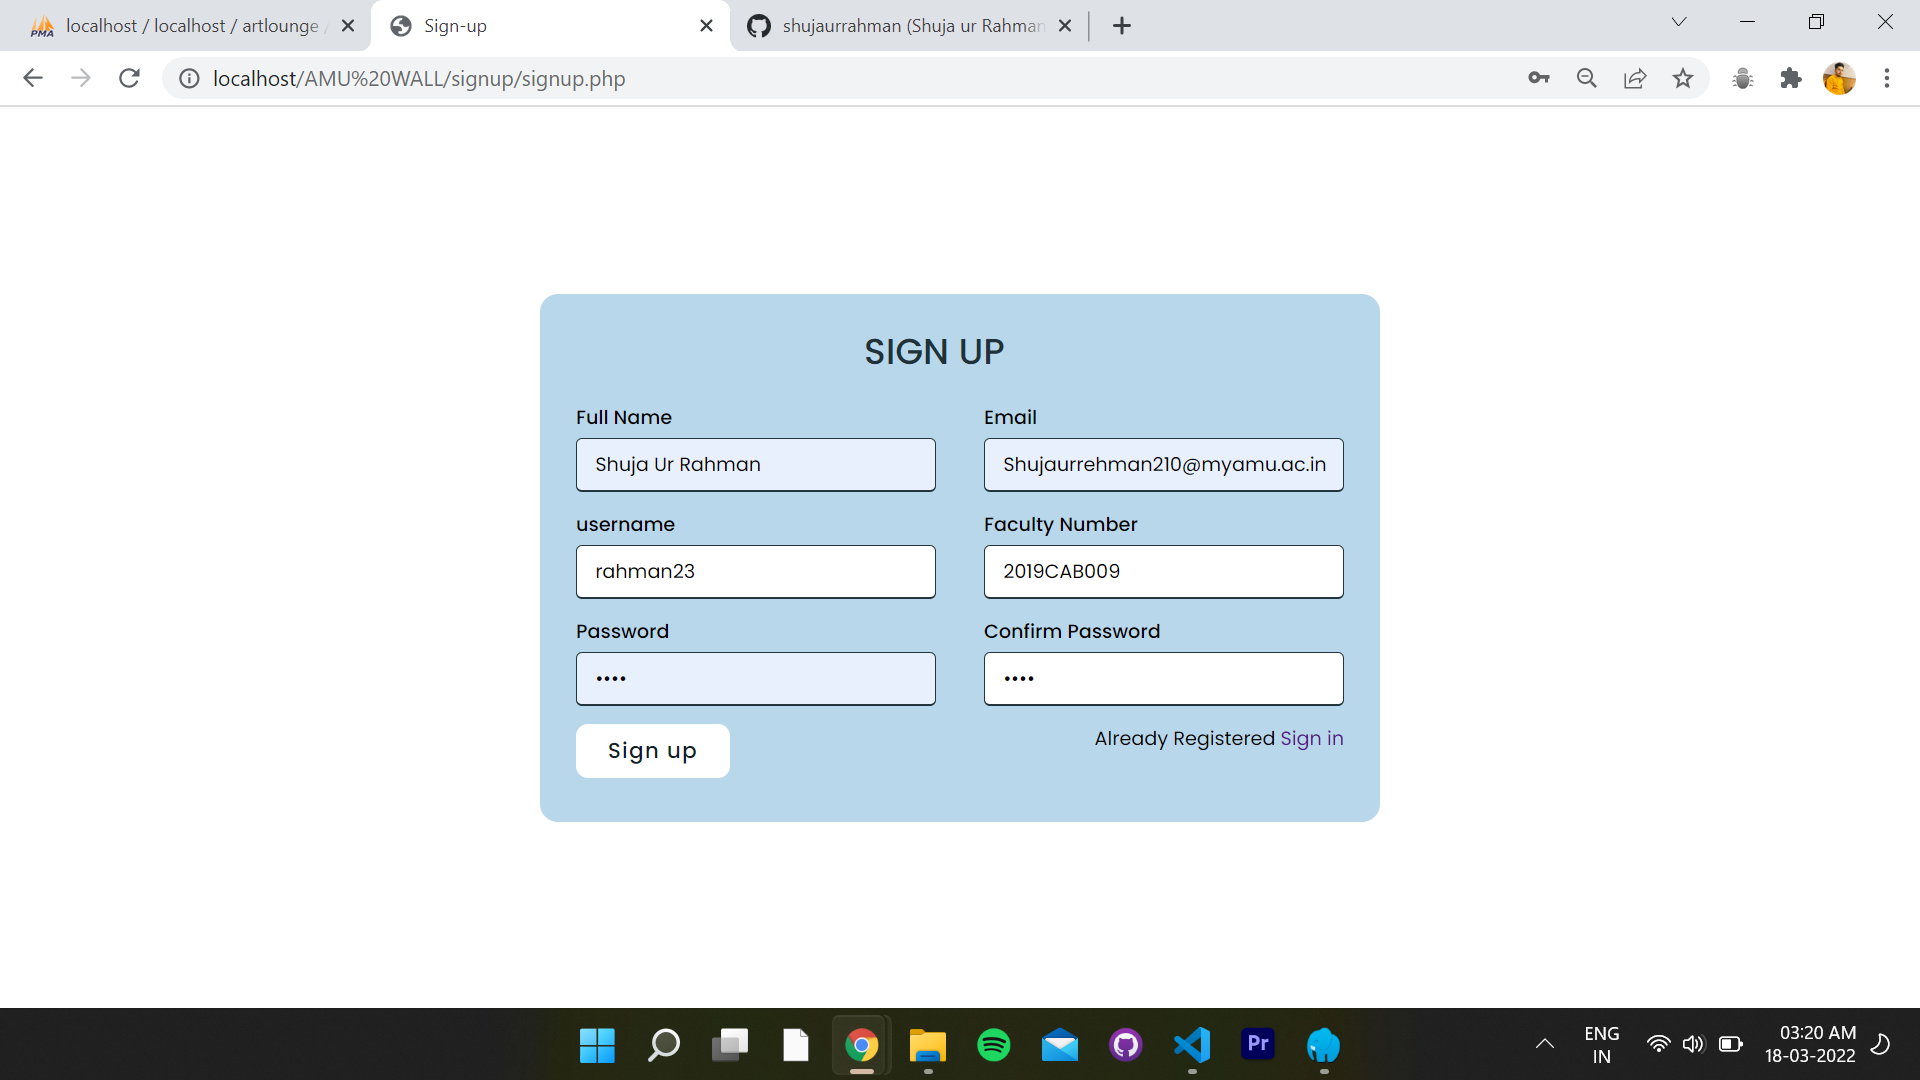 localhost / localhost / artlounge /
Sign-up
shujaurrahman (Shuja ur Rahman
localhost/AMU%20WALL/signup/signup.php
SIGN UP
Full Name
Email
Shuja Ur Rahman
Shujaurrehman210@myamu.ac.in
username
Faculty Number
rahman23
2019CAB009
Password
Confirm Password
••••
••••
Sign up
Already Registered Sign in
PMA
Pr
ENG
IN
03:20 AM
18-03-2022